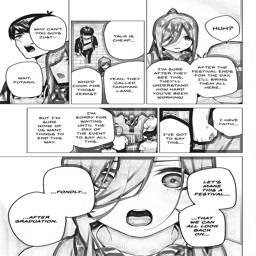 HUH?
AFTER THE
FESTIVAL ENDS
FOR THE DAY
I'LL BRING
THEM ALL
HERE.
I'M SURE
AFTER THEY
SEE THIS,
THEY'LL
UNDERSTAND
HOW HARD
YOU'VE BEEN
WORKING!
TALK IS
CHEAP...
YEAH, THEY
CALLED
TAKOYAKI
LAME.
WHO'D
COOK FOR
THOSE
JERKS?
WHY CAN'T
YOU GUYS
JUST-
WAIT,
FUTARO.
I HAVE
FAITH...
I'VE GOT
TO SAY
THIS...
I'M
SORRY FOR
WAITING
UNTIL THE
DAY OF
THE EVENT
TO SAY ALL
THIS.
BUT I'M
SURE NONE
OF US WANT
THINGS TO
END THIS
WAY.
LET'S
MAKE
THIS A
FESTIVAL...
...THAT
WE CAN
ALL LOOK
BACK
ON...
...FONDLY...
...AFTER
GRADUATION.